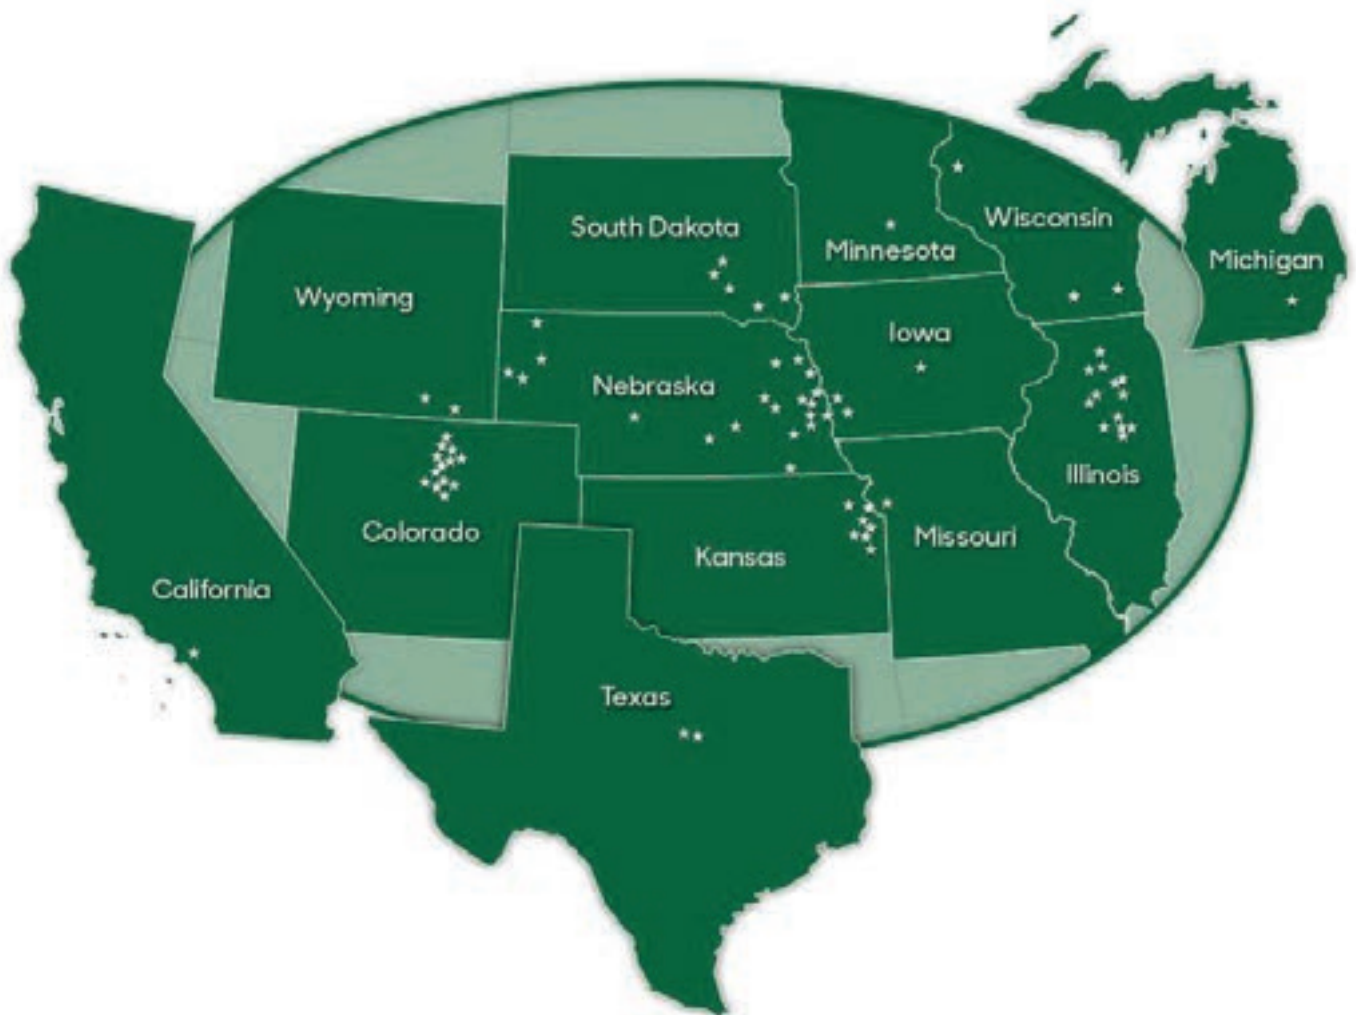 South Dakota
Wisconsin
Minnesota
Michigan
Wyoming
Iowa
Nebraska
Illinois
Colorado
Missouri
Kansas
California
Texas